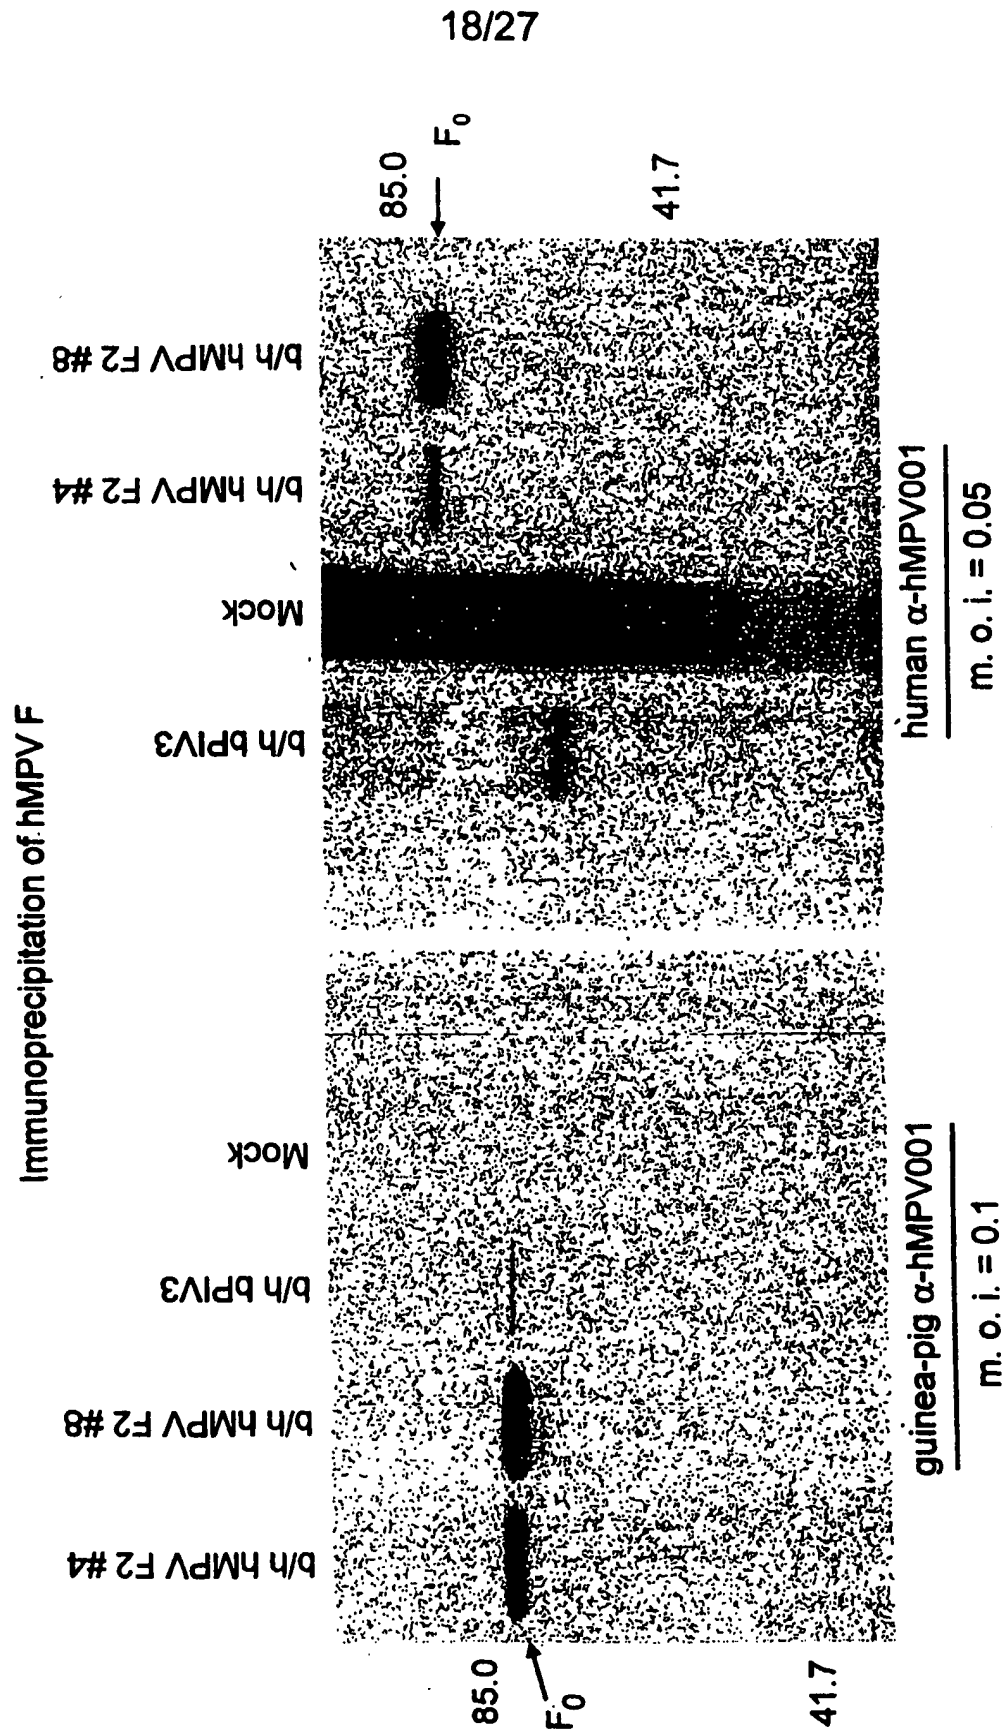 18/27
Immunoprecipitation of hMPV F
b/h hMPV F2 #4
b/h hMPV F2 #8
b/h bPIV3
Mock
85.0
F0
41.7
guinea-pig α-hMPV001
m. o. i. = 0.1
b/h bPIV3
Mock
b/h hMPV F2 #4
b/h hMPV F2 #8
85.0
F0
41.7
human α-hMPV001
m. o. i. = 0.05